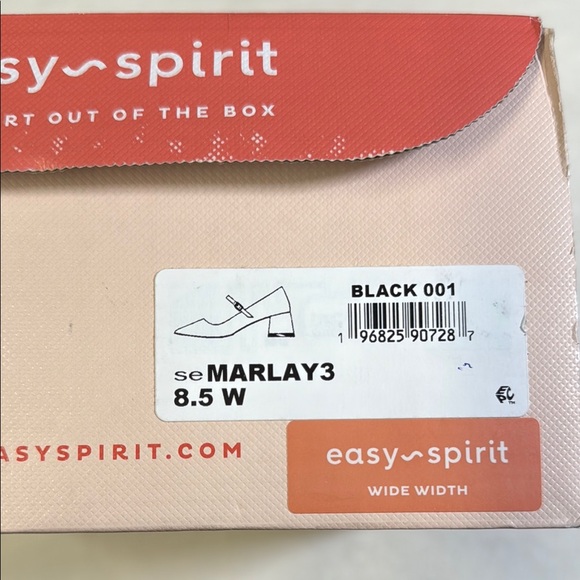 sy~spirit
RT OUT OF THE BOX
BLACK 001
1 96825 90728 7
seMARLAY3
8.5 W
ASYSPIRIT.COM
easy~spirit
WIDE WIDTH